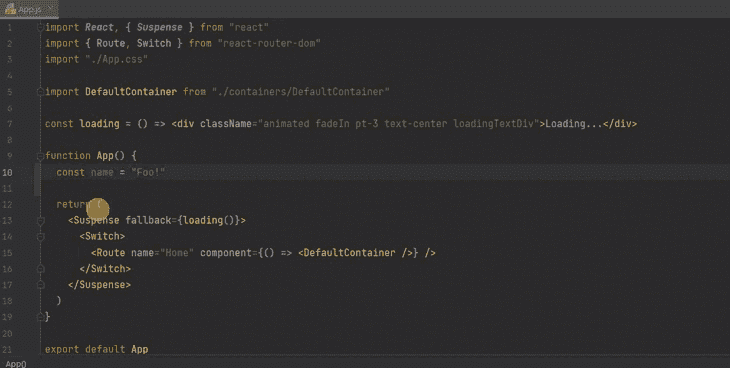 App.js
1 import React, { Suspense } from "react"
2 import { Route, Switch } from "react-router-dom"
3 import "./App.css"
4
5 import DefaultContainer from "./containers/DefaultContainer"
6
7 const loading = () => <div className="animated fadeIn pt-3 text-center loadingTextDiv">Loading...</div>
8
9 function App() {
10 const name = "Foo!"
11
12 return (
13 <Suspense fallback={loading()}>
14 <Switch>
15 <Route name="Home" component={() => <DefaultContainer />} />
16 </Switch>
17 </Suspense>
18 )
19 }
20
21 export default App
App()